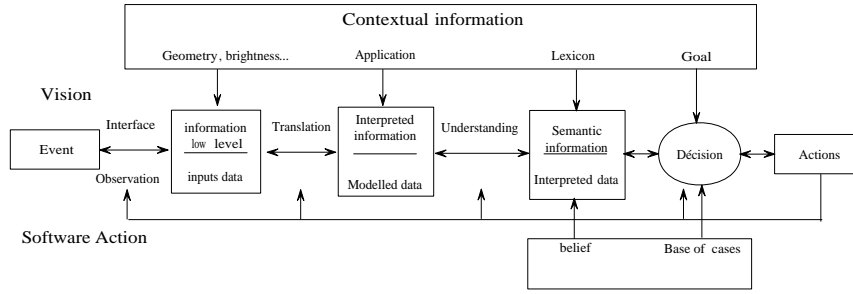 Contextual information
Geometry, brightness...
Application
Lexicon
Goal
Vision
Event
Interface
Observation
information
low level
inputs data
Translation
Interpreted
information
Modelled data
Understanding
Semantic
information
Interpreted data
Décision
Actions
Software Action
belief
Base of cases